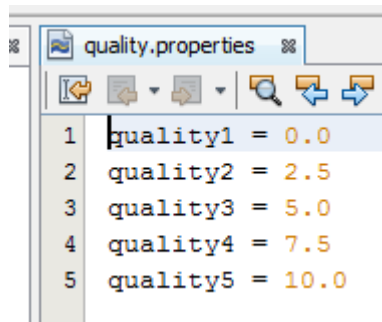 quality.properties
1 quality1 = 0.0
2 quality2 = 2.5
3 quality3 = 5.0
4 quality4 = 7.5
5 quality5 = 10.0